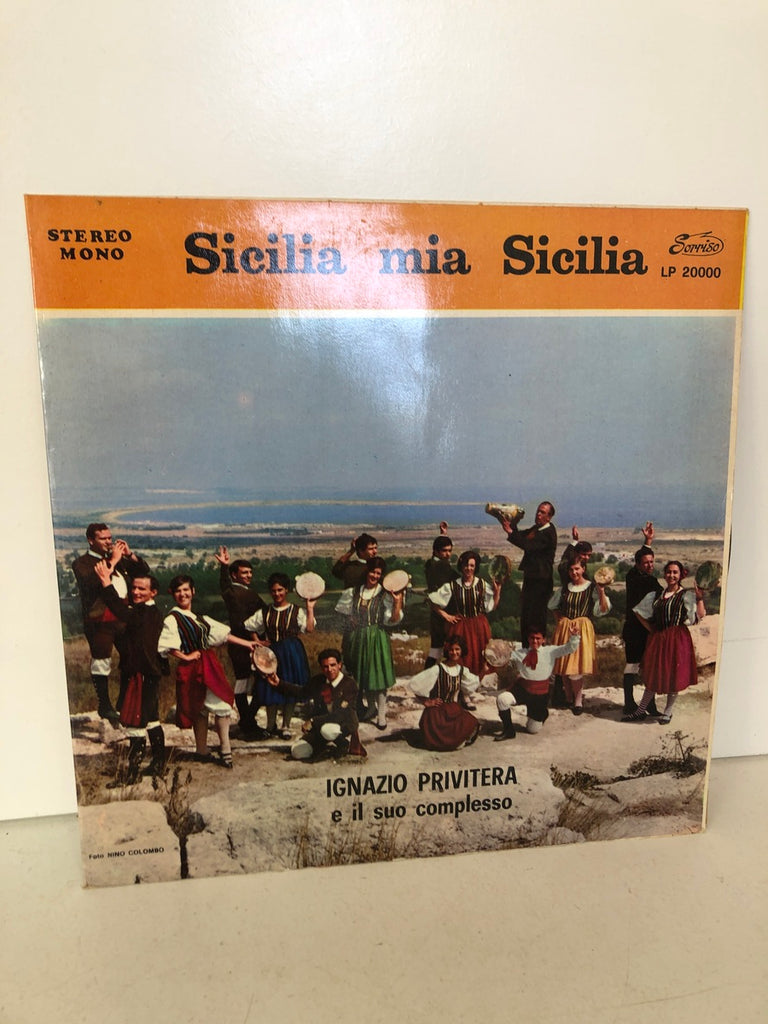 STEREO
MONO
Sicilia mia Sicilia
Sorriso
LP 20000
IGNAZIO PRIVITERA
e il suo complesso
Foto NINO COLOMBO